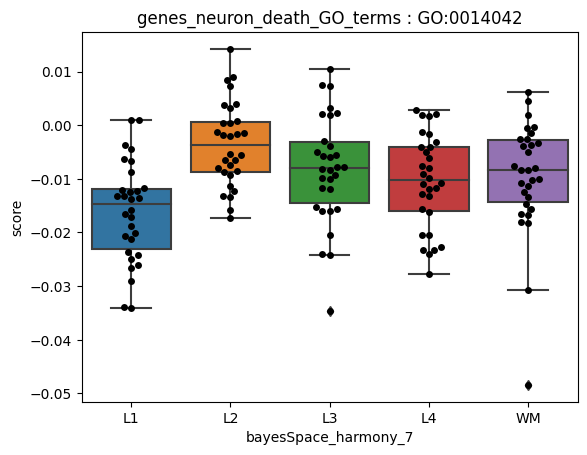 genes_neuron_death_GO_terms : GO:0014042
0.01
0.00
−0.01
−0.02
−0.03
−0.04
−0.05
score
L1 L2 L3 L4 WM
bayesSpace_harmony_7